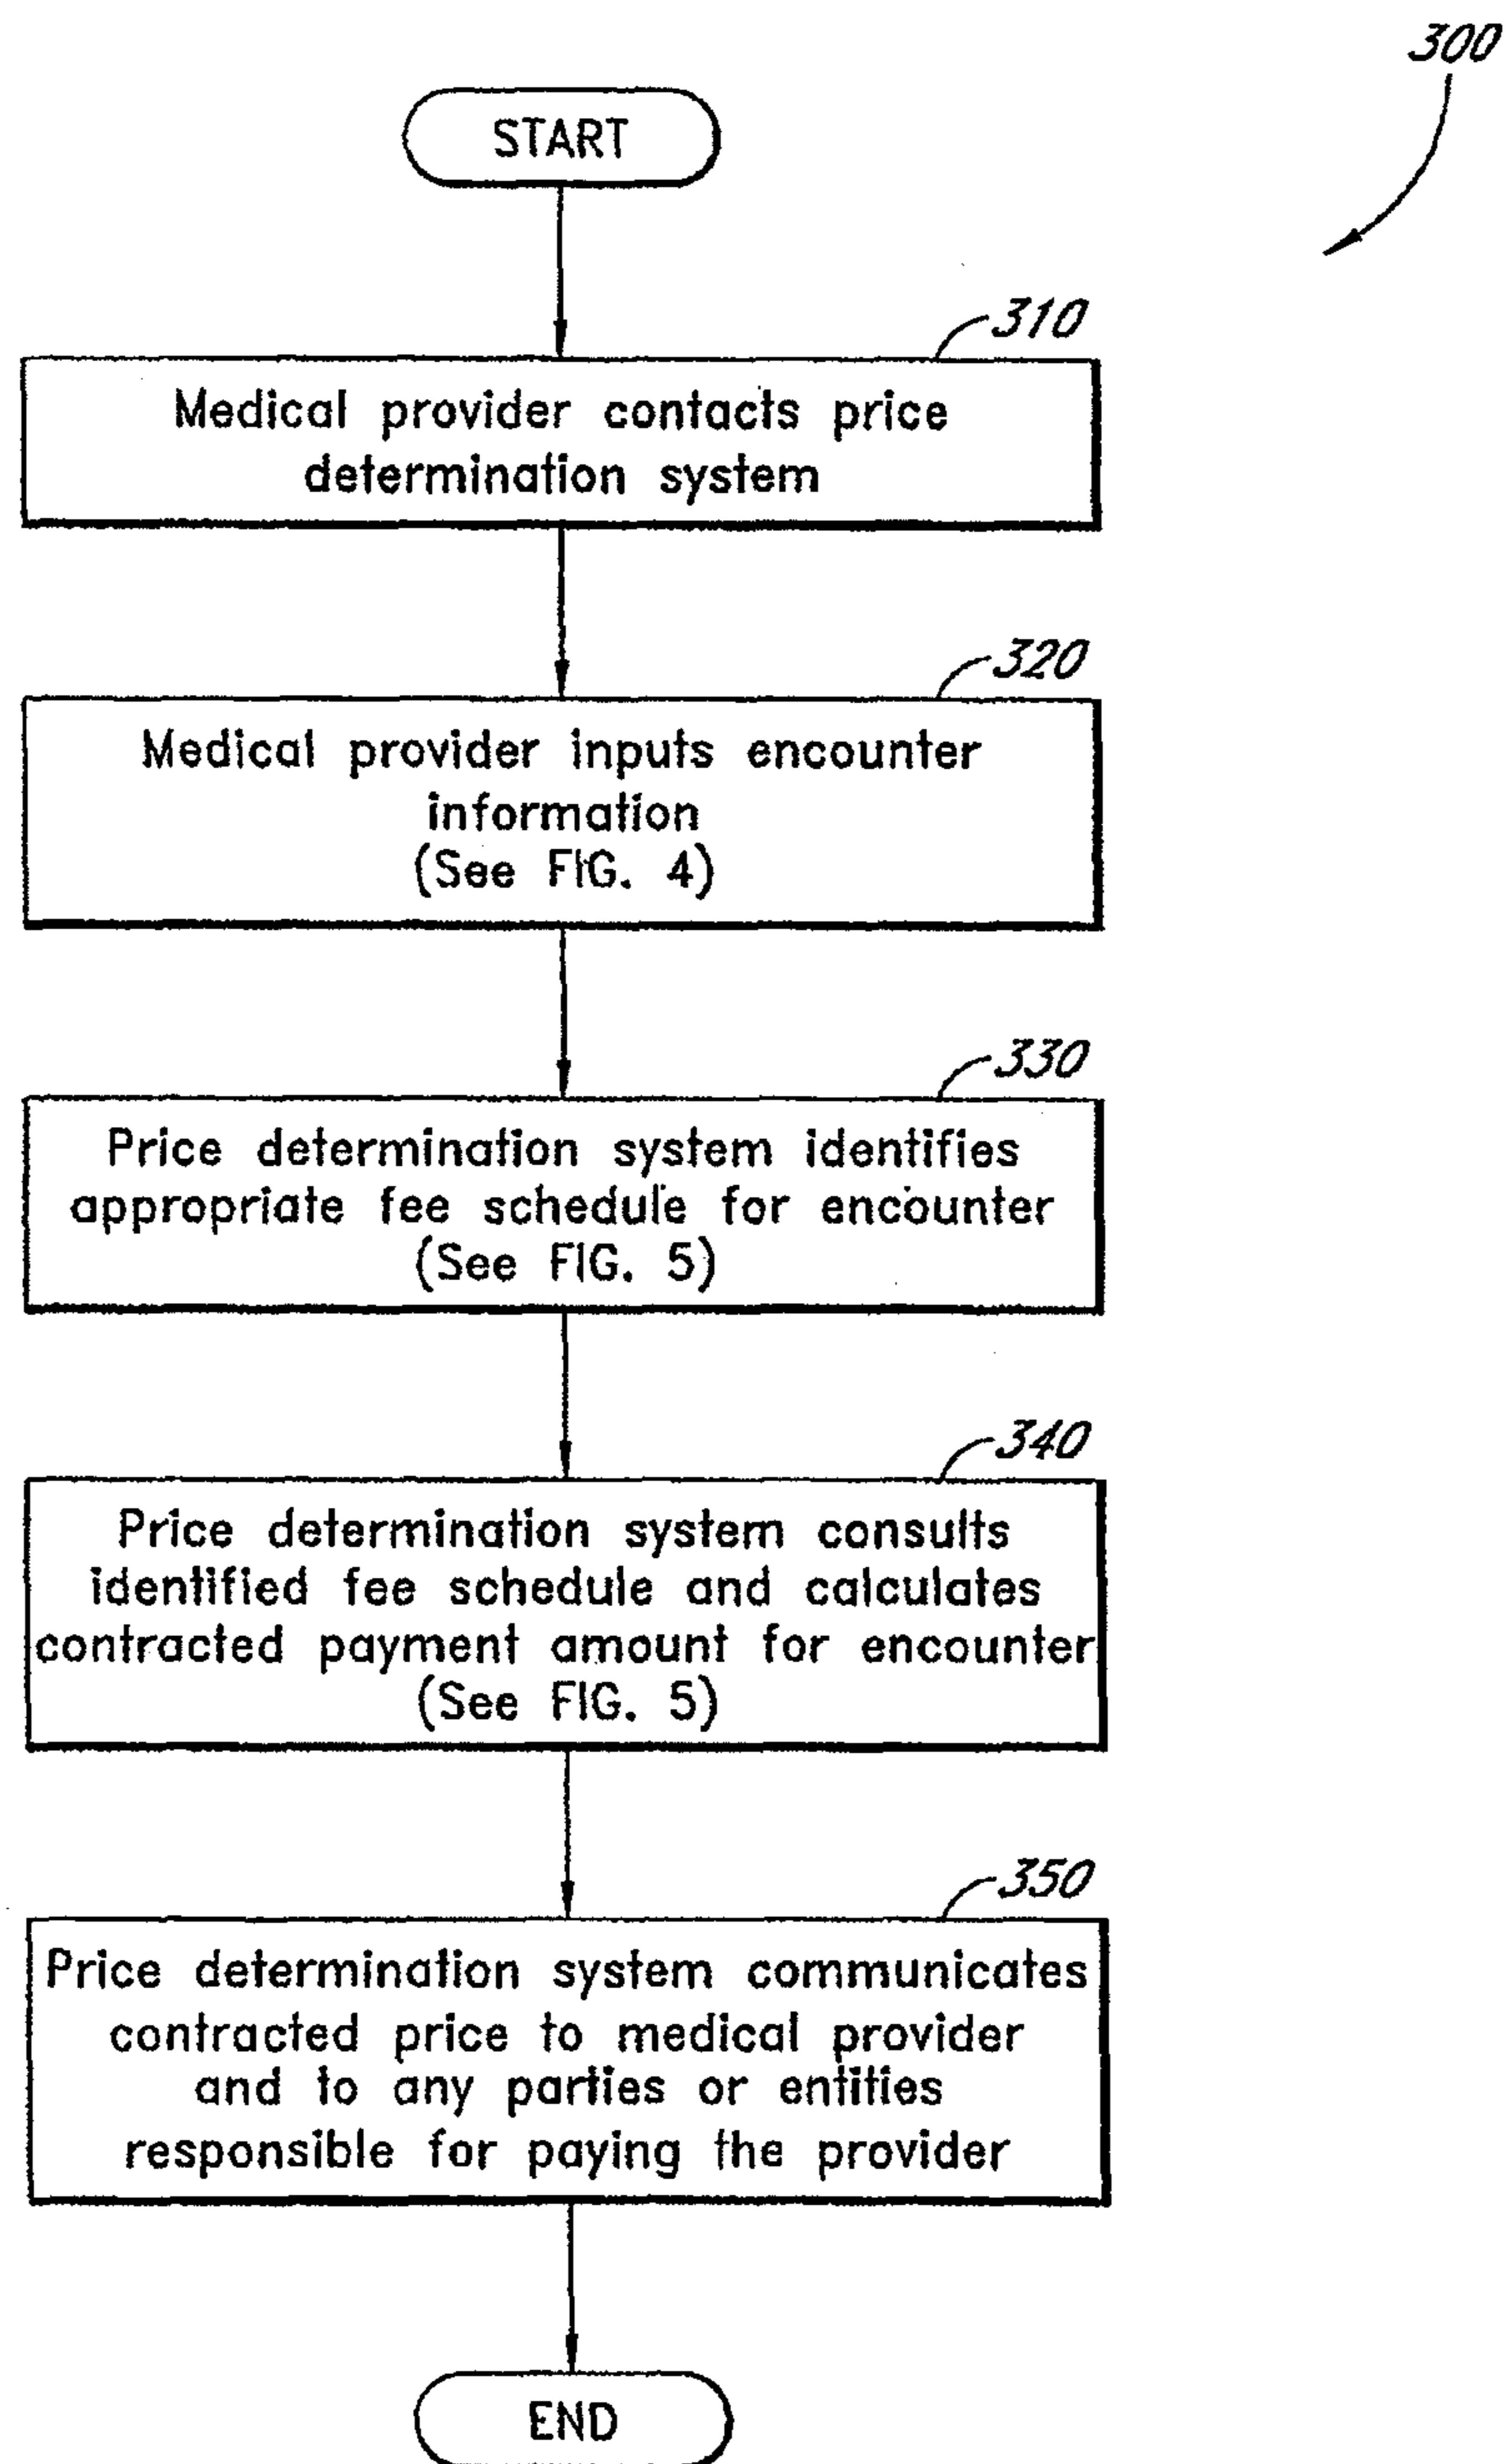 300
START
310
Medical provider contacts price
determination system
320
Medical provider inputs encounter
information
(See FIG. 4)
330
Price determination system identifies
appropriate fee schedule for encounter
(See FIG. 5)
340
Price determination system consults
identified fee schedule and calculates
contracted payment amount for encounter
(See FIG. 5)
350
Price determination system communicates
contracted price to medical provider
and to any parties or entities
responsible for paying the provider
END